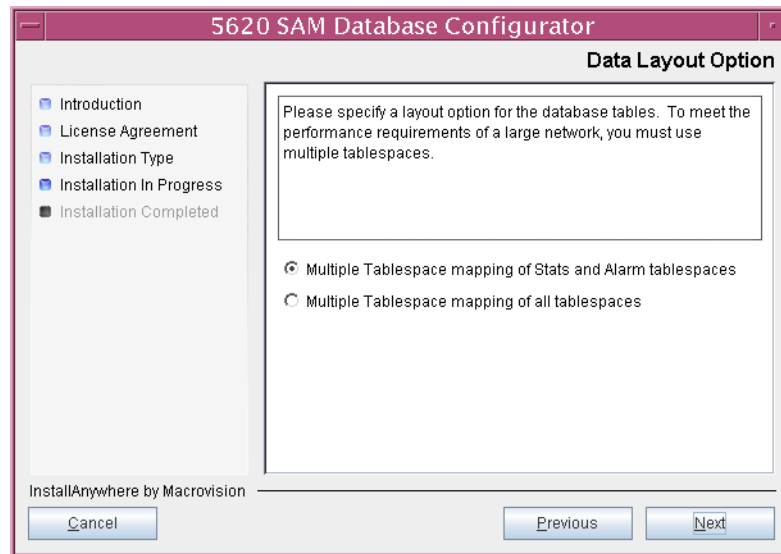 5620 SAM Database Configurator
Data Layout Option
Introduction
License Agreement
Installation Type
Installation In Progress
Installation Completed
Please specify a layout option for the database tables. To meet the
performance requirements of a large network, you must use
multiple tablespaces.
Multiple Tablespace mapping of Stats and Alarm tablespaces
Multiple Tablespace mapping of all tablespaces
InstallAnywhere by Macrovision
Cancel
Previous
Next